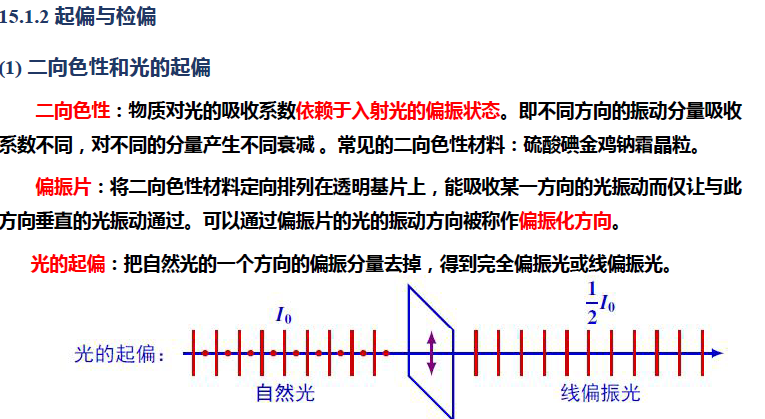 15.1.2 起偏与检偏
(1) 二向色性和光的起偏
二向色性：物质对光的吸收系数依赖于入射光的偏振状态。即不同方向的振动分量吸收
系数不同，对不同的分量产生不同衰减 。常见的二向色性材料：硫酸碘金鸡钠霜晶粒。
偏振片：将二向色性材料定向排列在透明基片上，能吸收某一方向的光振动而仅让与此
方向垂直的光振动通过。可以通过偏振片的光的振动方向被称作偏振化方向。
光的起偏：把自然光的一个方向的偏振分量去掉，得到完全偏振光或线偏振光。
I₀
1/2 I₀
光的起偏：
自然光
线偏振光